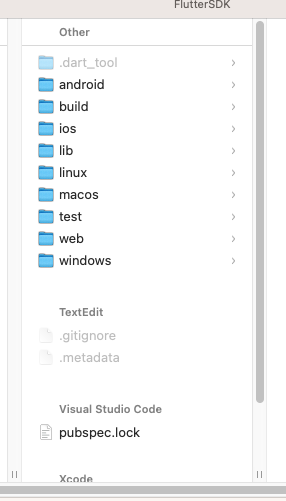 FlutterSDK
Other
.dart_tool
android
build
ios
lib
linux
macos
test
web
windows
TextEdit
.gitignore
.metadata
Visual Studio Code
pubspec.lock
Xcode